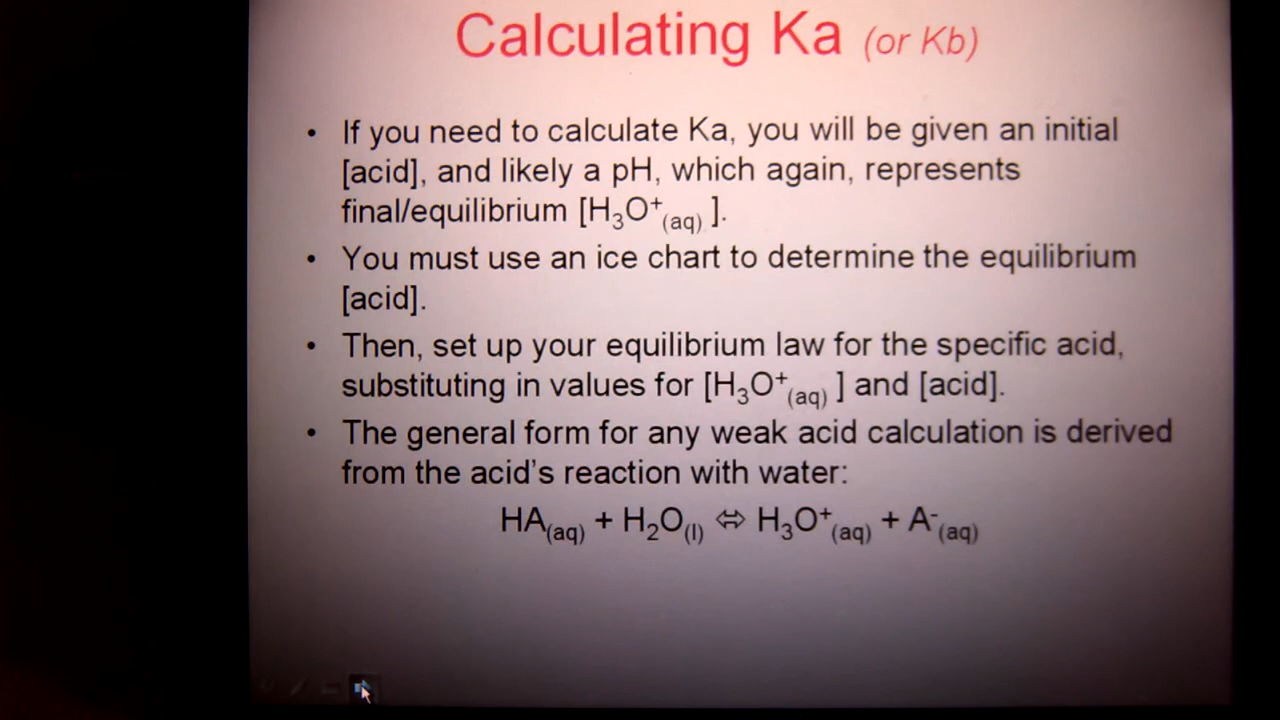 Calculating Ka (or Kb)
• If you need to calculate Ka, you will be given an initial
[acid], and likely a pH, which again, represents
final/equilibrium [H₃O⁺₍aq₎ ].
• You must use an ice chart to determine the equilibrium
[acid].
• Then, set up your equilibrium law for the specific acid,
substituting in values for [H₃O⁺₍aq₎ ] and [acid].
• The general form for any weak acid calculation is derived
from the acid's reaction with water:
HA(aq) + H₂O(l) ⇔ H₃O⁺(aq) + A⁻(aq)